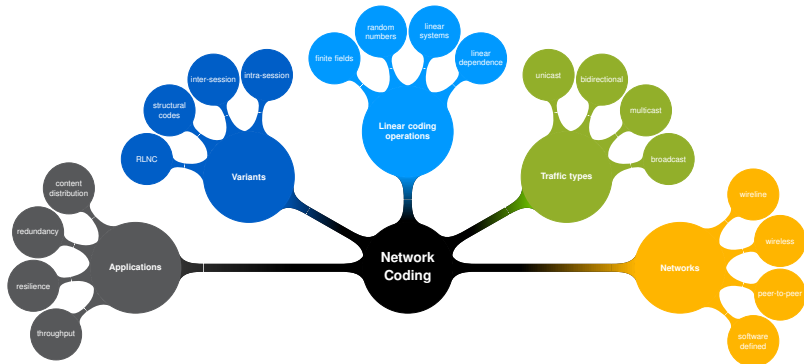 random
numbers
linear
systems
finite fields
linear
dependence
inter-session
intra-session
structural
codes
RLNC
unicast
bidirectional
multicast
broadcast
Linear coding
operations
Variants
Traffic types
content
distribution
redundancy
resilience
throughput
Applications
Network
Coding
Networks
wireline
wireless
peer-to-peer
software
defined